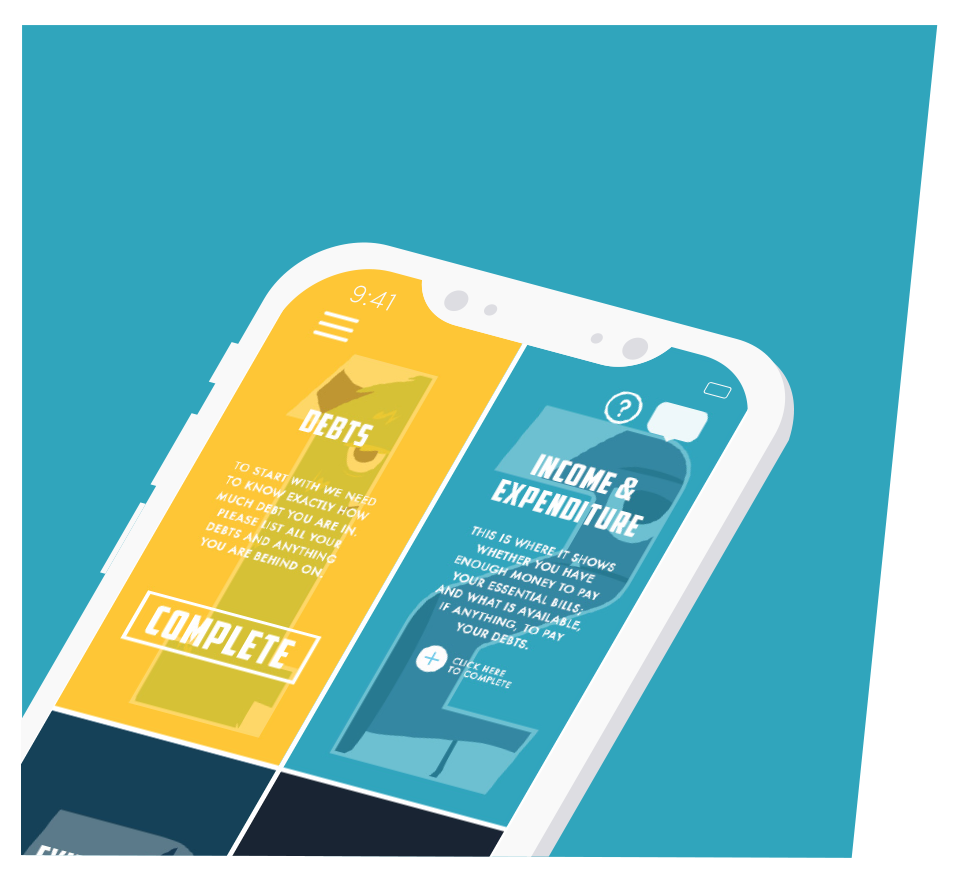 9:41
DEBTS
TO START WITH WE NEED
TO KNOW EXACTLY HOW
MUCH DEBT YOU ARE IN.
PLEASE LIST ALL YOUR
DEBTS AND ANYTHING
YOU ARE BEHIND ON.
COMPLETE
?
INCOME &
EXPENDITURE
THIS IS WHERE IT SHOWS
WHETHER YOU HAVE
ENOUGH MONEY TO PAY
YOUR ESSENTIAL BILLS;
AND WHAT IS AVAILABLE,
IF ANYTHING, TO PAY
YOUR DEBTS.
+
CLICK HERE
TO COMPLETE